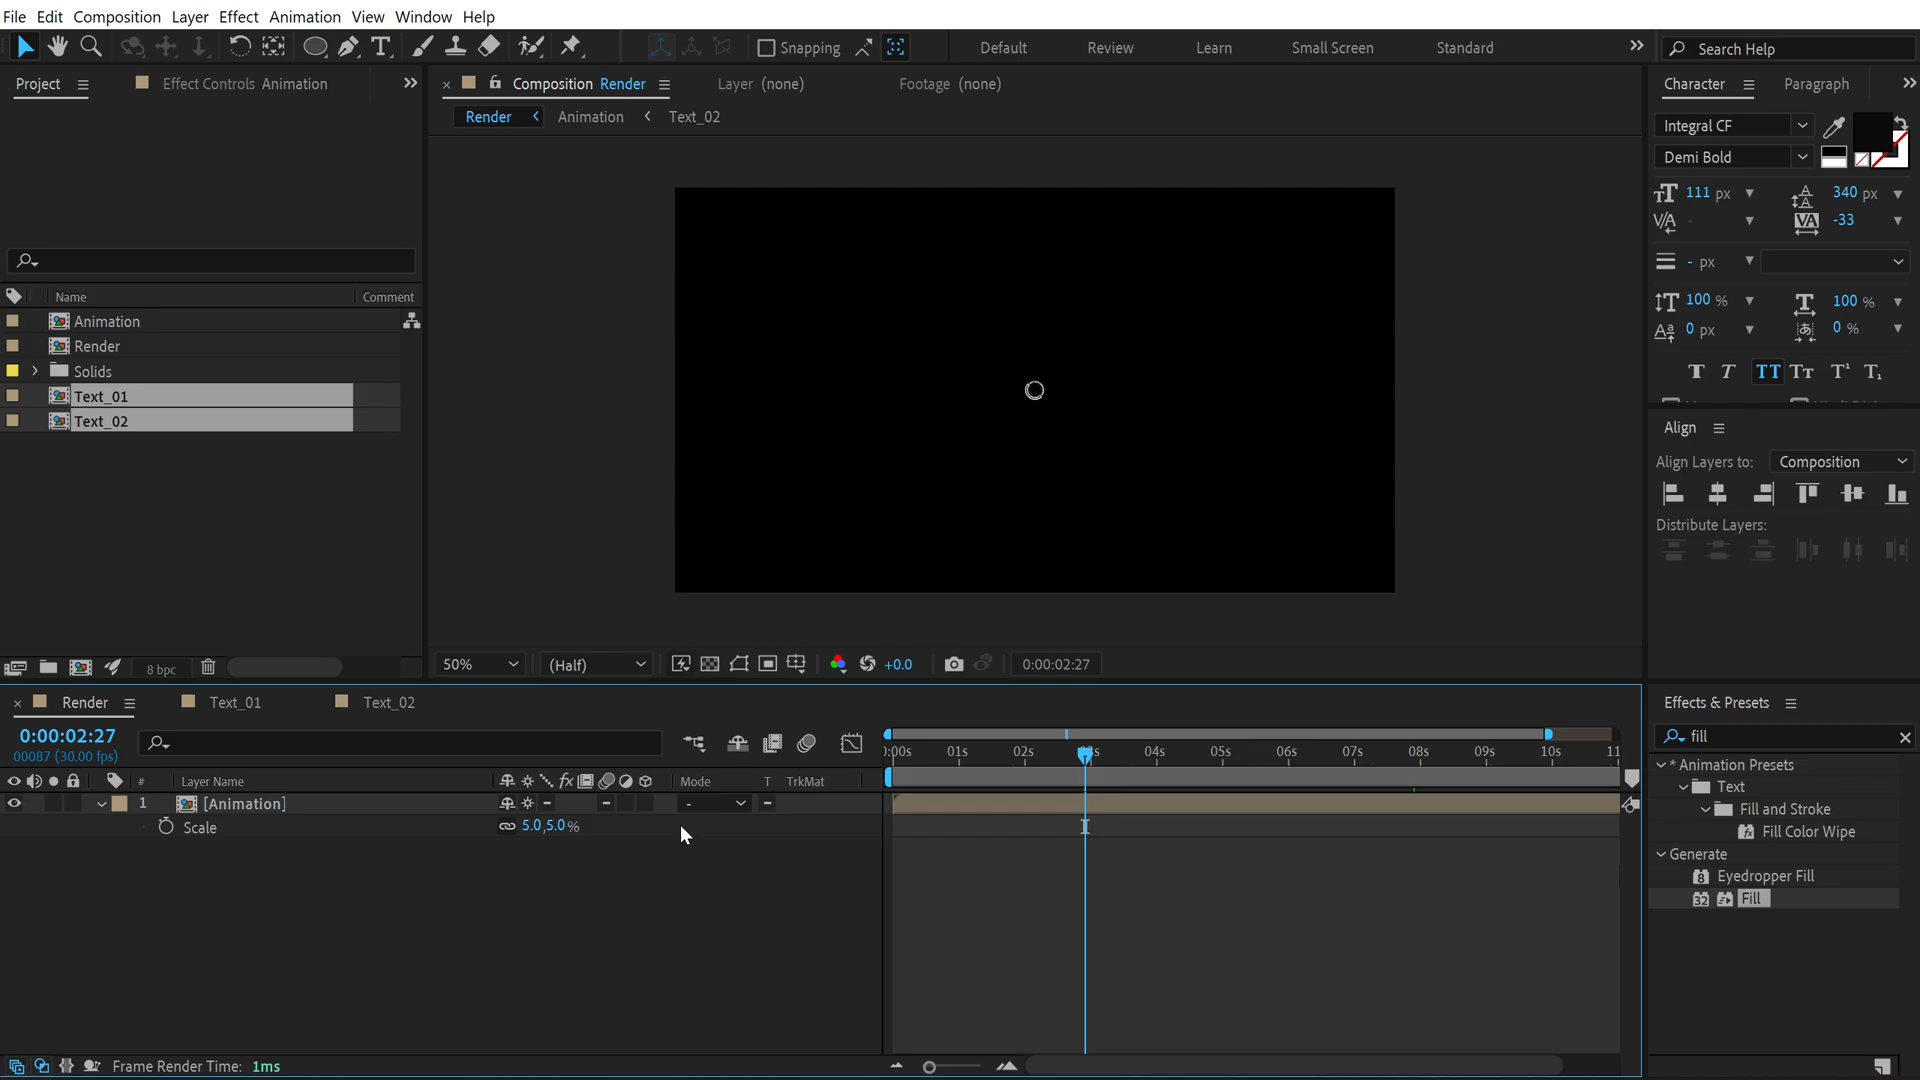 File Edit Composition Layer Effect Animation View Window Help
Snapping Default Review Learn Small Screen Standard Search Help
Project Effect Controls Animation
Composition Render Layer (none) Footage (none)
Render Animation Text_02
Character Paragraph
Integral CF
Demi Bold
111 px 340 px
- -33
- px
100 % 100 %
0 px 0 %
Align
Align Layers to: Composition
Distribute Layers:
Name Comment
Animation
Render
Solids
Text_01
Text_02
8 bpc
50% (Half) +0.0 0:00:02:27
Render Text_01 Text_02
0:00:02:27
00087 (30.00 fps)
):00s 01s 02s 04s 05s 06s 07s 08s 09s 10s 11
# Layer Name Mode T TrkMat
1 [Animation] -
Scale 5.0,5.0%
Effects & Presets
fill
* Animation Presets
Text
Fill and Stroke
Fill Color Wipe
Generate
Eyedropper Fill
Fill
Frame Render Time: 1ms